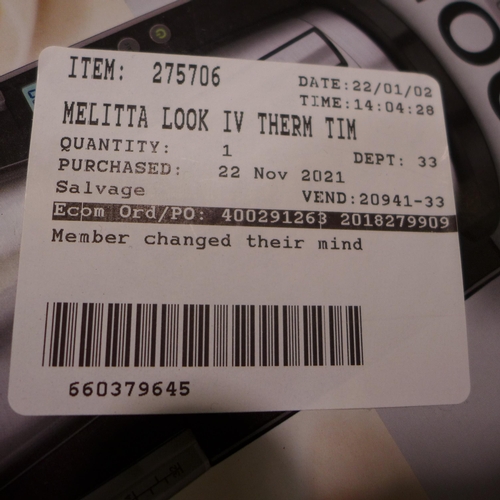 ITEM: 275706
DATE:22/01/02
TIME:14:04:28
MELITTA LOOK IV THERM TIM
QUANTITY: 1
DEPT: 33
PURCHASED: 22 Nov 2021
Salvage
VEND:20941-33
Ecom Ord/PO: 400291263 2018279909
Member changed their mind
660379645